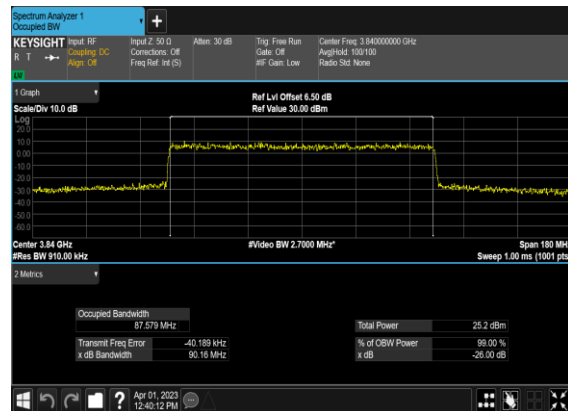 Spectrum Analyzer 1
Occupied BW
+
KEYSIGHT
R T
LV
Input: RF
Coupling: DC
Align: Off
Input Z: 50 Ω
Corrections: Off
Freq Ref: Int (S)
Atten: 30 dB
Trig: Free Run
Gate: Off
#IF Gain: Low
Center Freq: 3.840000000 GHz
Avg|Hold: 100/100
Radio Std: None
1 Graph
Scale/Div 10.0 dB
Ref Lvl Offset 6.50 dB
Ref Value 30.00 dBm
Log
20.0
10.0
0.00
-10.0
-20.0
-30.0
-40.0
-50.0
-60.0
Center 3.84 GHz
#Res BW 910.00 kHz
#Video BW 2.7000 MHz*
Span 180 MH
Sweep 1.00 ms (1001 pts
2 Metrics
Occupied Bandwidth
87.579 MHz
Transmit Freq Error -40.189 kHz
x dB Bandwidth 90.16 MHz
Total Power 25.2 dBm
% of OBW Power 99.00 %
x dB -26.00 dB
?
Apr 01, 2023
12:40:12 PM